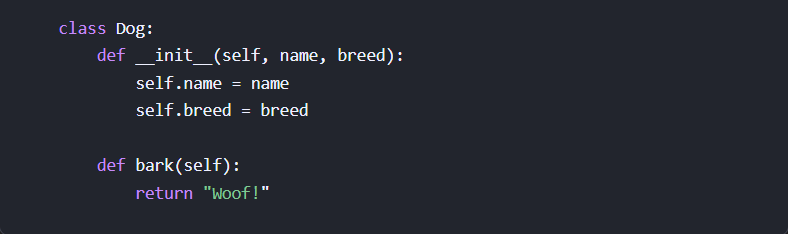 class Dog:
    def __init__(self, name, breed):
        self.name = name
        self.breed = breed

    def bark(self):
        return "Woof!"